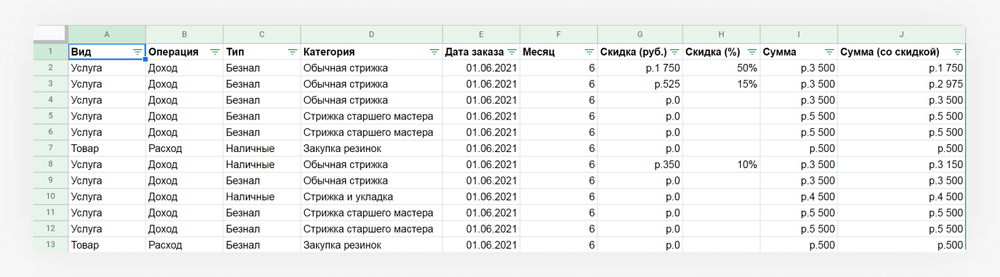 A B C D E F G H I J
1 Вид Операция Тип Категория Дата заказа Месяц Скидка (руб.) Скидка (%) Сумма Сумма (со скидкой)
2 Услуга Доход Безнал Обычная стрижка 01.06.2021 6 р.1 750 50% р.3 500 р.1 750
3 Услуга Доход Безнал Обычная стрижка 01.06.2021 6 р.525 15% р.3 500 р.2 975
4 Услуга Доход Безнал Обычная стрижка 01.06.2021 6 р.0 р.3 500 р.3 500
5 Услуга Доход Безнал Стрижка старшего мастера 01.06.2021 6 р.0 р.5 500 р.5 500
6 Услуга Доход Безнал Стрижка старшего мастера 01.06.2021 6 р.0 р.5 500 р.5 500
7 Товар Расход Наличные Закупка резинок 01.06.2021 6 р.0 р.500 р.500
8 Услуга Доход Наличные Обычная стрижка 01.06.2021 6 р.350 10% р.3 500 р.3 150
9 Услуга Доход Безнал Обычная стрижка 01.06.2021 6 р.0 р.3 500 р.3 500
10 Услуга Доход Наличные Стрижка и укладка 01.06.2021 6 р.0 р.4 500 р.4 500
11 Услуга Доход Безнал Стрижка старшего мастера 01.06.2021 6 р.0 р.5 500 р.5 500
12 Услуга Доход Безнал Стрижка старшего мастера 01.06.2021 6 р.0 р.5 500 р.5 500
13 Товар Расход Безнал Закупка резинок 01.06.2021 6 р.0 р.500 р.500